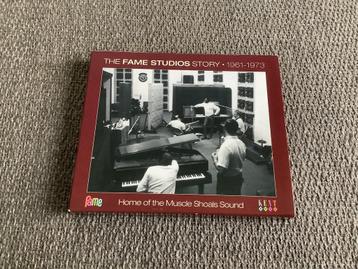 THE FAME STUDIOS STORY • 1961-1973
fame
Home of the Muscle Shoals Sound
KENT